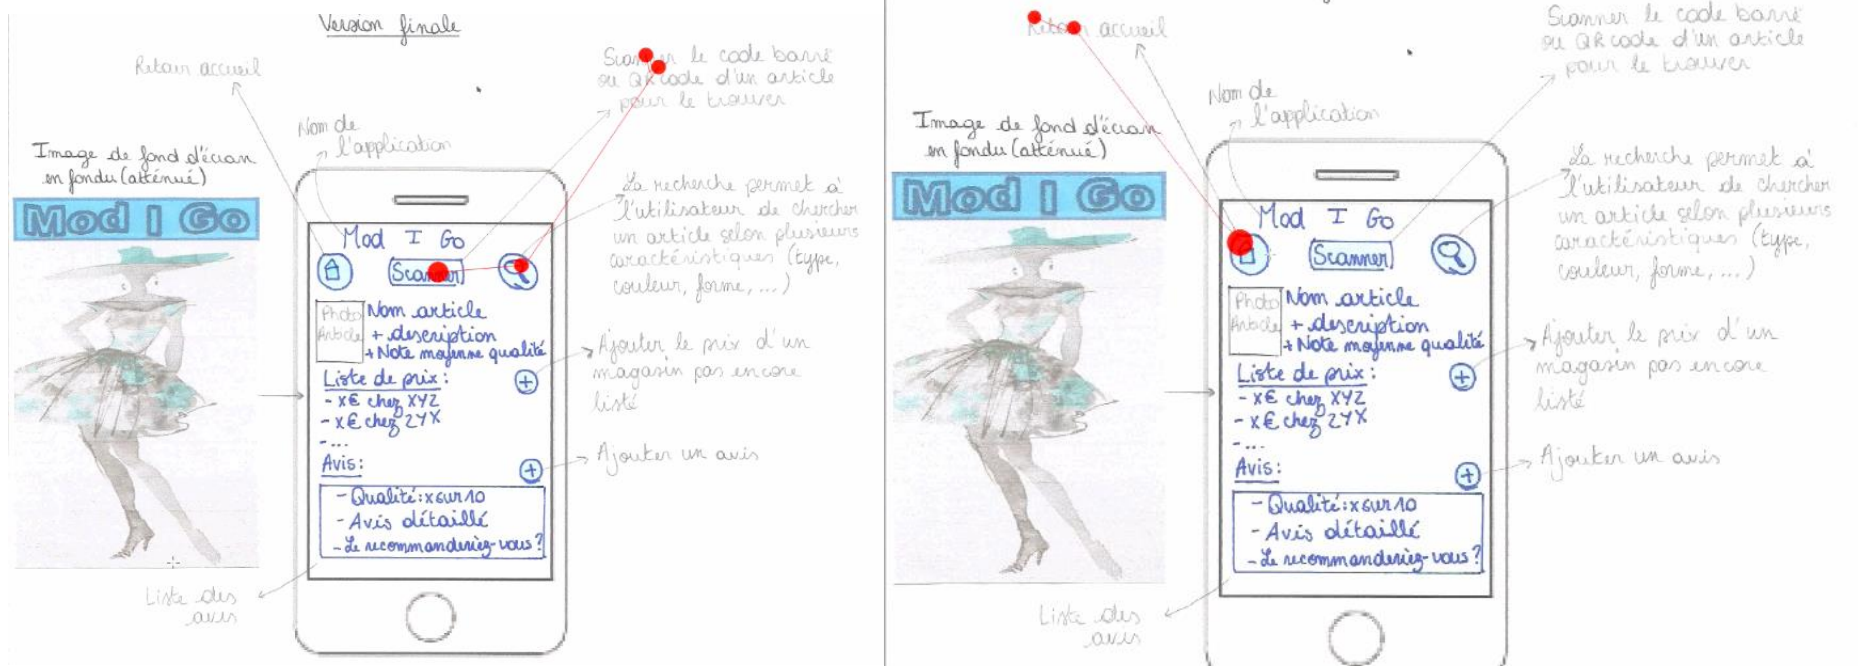 Version finale
Retour accueil
Scanner le code barre
ou QR code d'un article
pour le trouver
Nom de
l'application
Image de fond d'écran
en fondu (atténué)
Mod I Go
La recherche permet à
l'utilisateur de chercher
un article selon plusieurs
caractéristiques (type,
couleur, forme, ...)
Mod I Go
Scanner
Photo
Article
Nom article
+ description
+ Note moyenne qualité
Ajouter le prix d'un
magasin pas encore
listé
Liste de prix :
- x€ chez XYZ
- x€ chez ZYX
- ...
Avis :
Ajouter un avis
- Qualité : x sur 10
- Avis détaillé
- Le recommanderiez-vous ?
Liste des
avis
Retour accueil
Scanner le code barre
ou QR code d'un article
pour le trouver
Nom de
l'application
Image de fond d'écran
en fondu (atténué)
Mod I Go
La recherche permet à
l'utilisateur de chercher
un article selon plusieurs
caractéristiques (type,
couleur, forme, ...)
Mod I Go
Scanner
Photo
Article
Nom article
+ description
+ Note moyenne qualité
Ajouter le prix d'un
magasin pas encore
listé
Liste de prix :
- x€ chez XYZ
- x€ chez ZYX
- ...
Avis :
Ajouter un avis
- Qualité : x sur 10
- Avis détaillé
- Le recommanderiez-vous ?
Liste des
avis